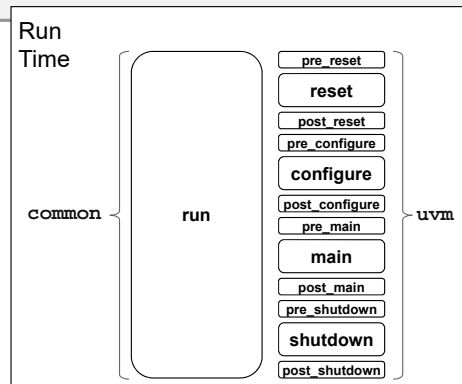 Run
Time
pre_reset
reset
post_reset
pre_configure
configure
common
run
post_configure
uvm
pre_main
main
post_main
pre_shutdown
shutdown
post_shutdown